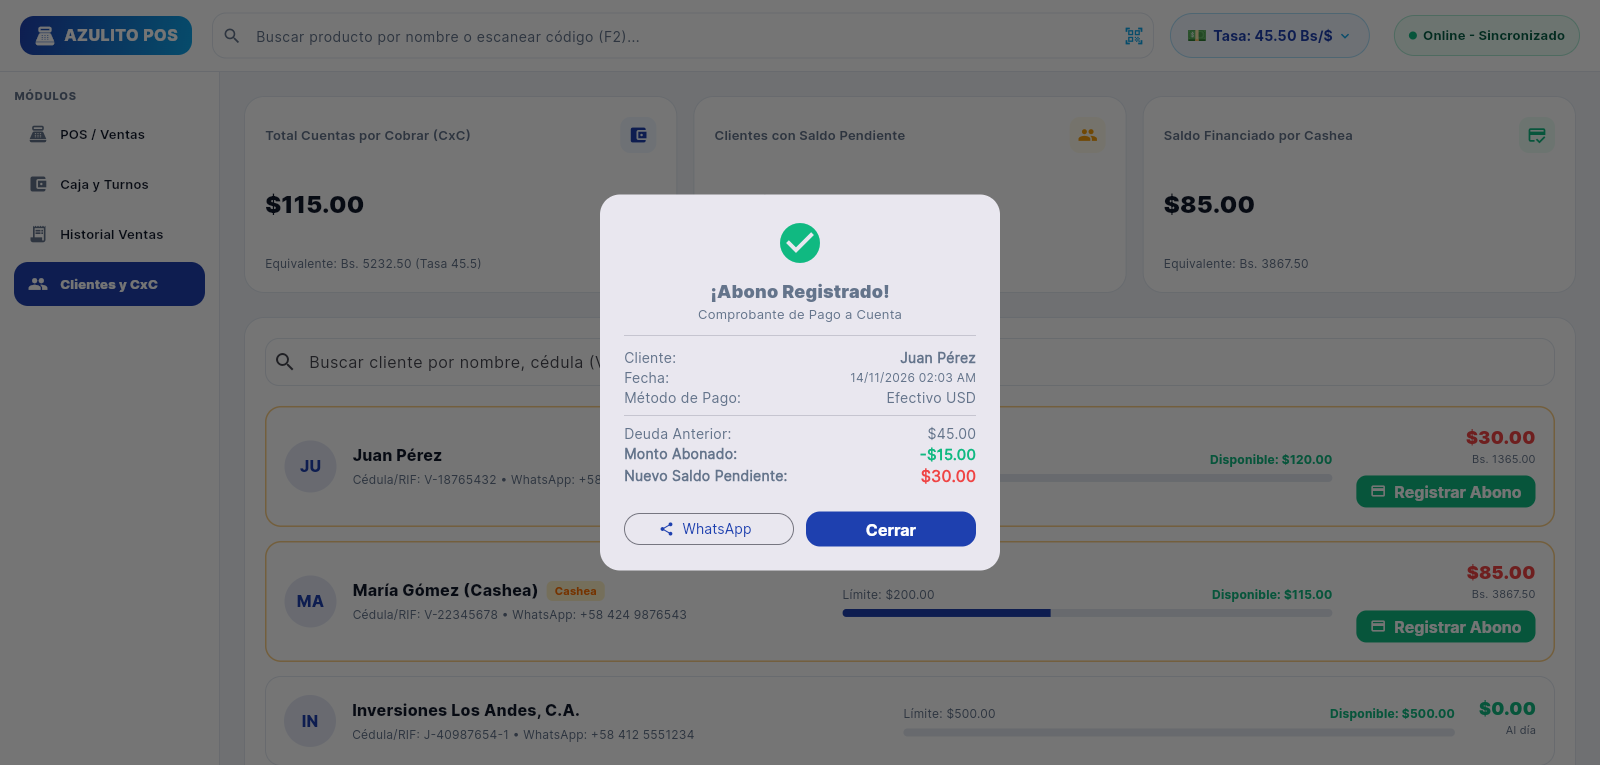 AZULITO POS
Buscar producto por nombre o escanear código (F2)...
Tasa: 45.50 Bs/$
Online - Sincronizado
MÓDULOS
POS / Ventas
Caja y Turnos
Historial Ventas
Clientes y CxC
Total Cuentas por Cobrar (CxC)
$115.00
Equivalente: Bs. 5232.50 (Tasa 45.5)
Clientes con Saldo Pendiente
Saldo Financiado por Cashea
$85.00
Equivalente: Bs. 3867.50
Buscar cliente por nombre, cédula (V
¡Abono Registrado!
Comprobante de Pago a Cuenta
Cliente: Juan Pérez
Fecha: 14/11/2026 02:03 AM
Método de Pago: Efectivo USD
Deuda Anterior: $45.00
Monto Abonado: -$15.00
Nuevo Saldo Pendiente: $30.00
WhatsApp
Cerrar
JU
Juan Pérez
Cédula/RIF: V-18765432 • WhatsApp: +58
Disponible: $120.00
$30.00
Bs. 1365.00
Registrar Abono
MA
María Gómez (Cashea)
Cashea
Cédula/RIF: V-22345678 • WhatsApp: +58 424 9876543
Límite: $200.00
Disponible: $115.00
$85.00
Bs. 3867.50
Registrar Abono
IN
Inversiones Los Andes, C.A.
Cédula/RIF: J-40987654-1 • WhatsApp: +58 412 5551234
Límite: $500.00
Disponible: $500.00
$0.00
Al día